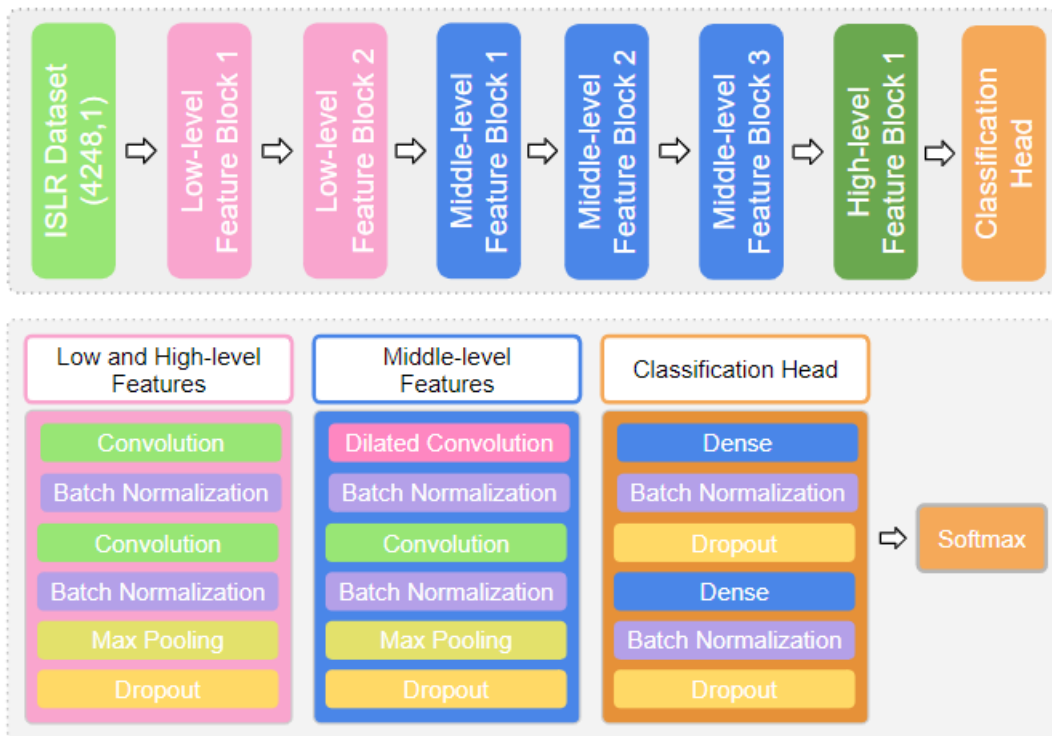 ISLR Dataset
(4248,1)
Low-level
Feature Block 1
Low-level
Feature Block 2
Middle-level
Feature Block 1
Middle-level
Feature Block 2
Middle-level
Feature Block 3
High-level
Feature Block 1
Classification
Head
Low and High-level
Features
Convolution
Batch Normalization
Convolution
Batch Normalization
Max Pooling
Dropout
Middle-level
Features
Dilated Convolution
Batch Normalization
Convolution
Batch Normalization
Max Pooling
Dropout
Classification Head
Dense
Batch Normalization
Dropout
Dense
Batch Normalization
Dropout
Softmax